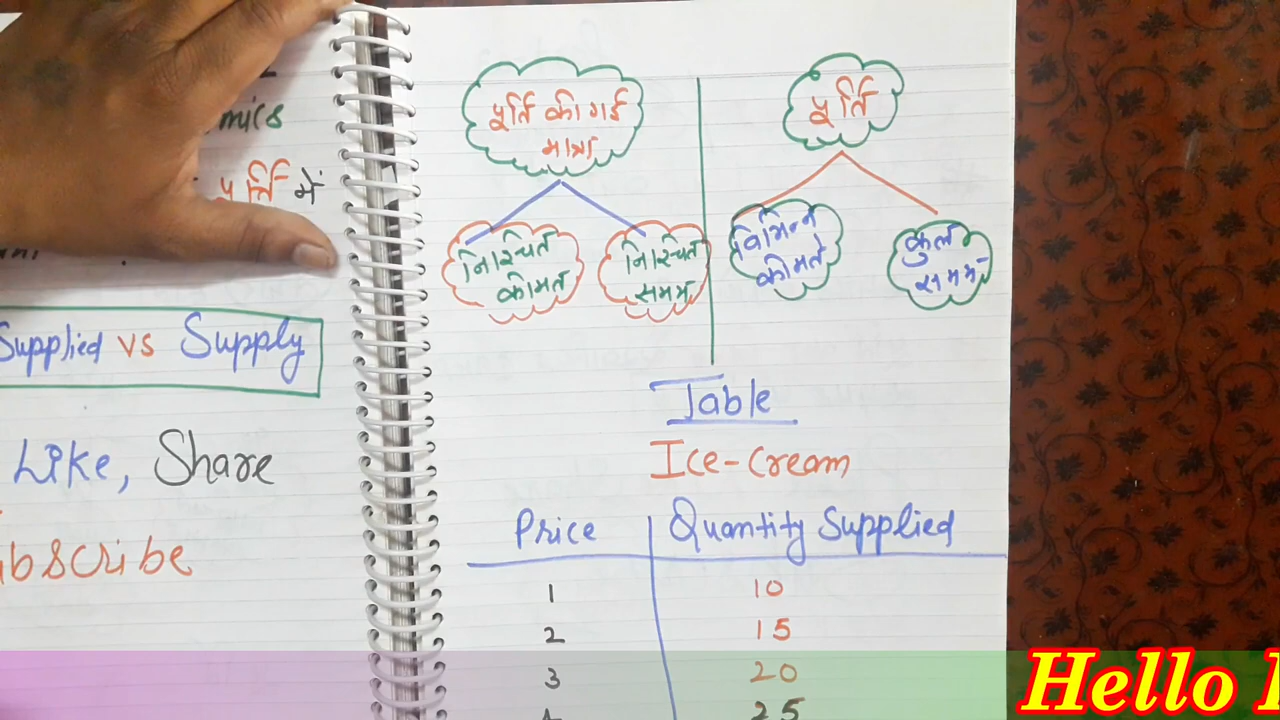 mics
पूर्ति में
Supplied vs Supply
Like, Share
ubscribe
पूर्ति की गई
मात्रा
निश्चित
कीमत
निश्चित
समय
पूर्ति
विभिन्न
कीमतें
कुल
समय
Table
Ice-Cream
Price Quantity Supplied
1 10
2 15
3 20
25
Hello